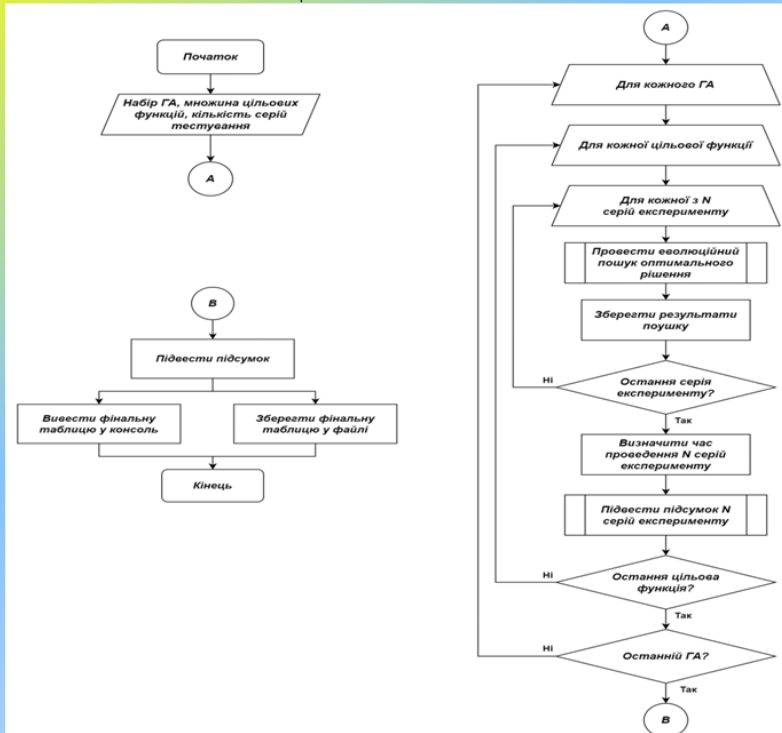 Початок
Набір ГА, множина цільових
функцій, кількість серій
тестування
A
B
Підвести підсумок
Вивести фінальну
таблицю у консоль
Зберегти фінальну
таблицю у файлі
Кінець
A
Для кожного ГА
Для кожної цільової функції
Для кожної з N
серій експерименту
Провести еволюційний
пошук оптимального
рішення
Зберегти результати
поушку
Ні
Остання серія
експерименту?
Так
Визначити час
проведення N серій
експерименту
Підвести підсумок N
серій експерименту
Ні
Остання цільова
функція?
Так
Ні
Останній ГА?
Так
B